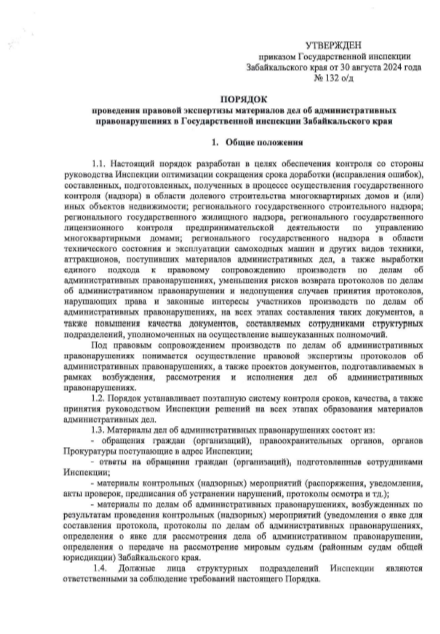 УТВЕРЖДЕН
приказом Государственной инспекции
Забайкальского края от 30 августа 2024 года
№ 132 о/д
ПОРЯДОК
проведения правовой экспертизы материалов дел об административных
правонарушениях в Государственной инспекции Забайкальского края
1. Общие положения
1.1. Настоящий порядок разработан в целях обеспечения контроля со стороны
руководства Инспекции оптимизации сокращения срока доработки (исправления ошибок),
составленных, подготовленных, полученных в процессе осуществления государственного
контроля (надзора) в области долевого строительства многоквартирных домов и (или)
иных объектов недвижимости; регионального государственного строительного надзора;
регионального государственного жилищного надзора, регионального государственного
лицензионного контроля предпринимательской деятельности по управлению
многоквартирными домами; регионального государственного надзора в области
технического состояния и эксплуатации самоходных машин и других видов техники,
аттракционов, поступивших материалов административных дел, а также выработки
единого подхода к правовому сопровождению производств по делам об
административных правонарушениях, уменьшения рисков возврата протоколов по делам
об административном правонарушении и недопущения случаев принятия протоколов,
нарушающих права и законные интересы участников производств по делам об
административных правонарушениях, на всех этапах составления таких документов, а
также повышения качества документов, составляемых сотрудниками структурных
подразделений, уполномоченных на осуществление вышеуказанных полномочий.
Под правовым сопровождением производств по делам об административных
правонарушениях понимается осуществление правовой экспертизы протоколов об
административных правонарушениях, а также проектов документов, подготавливаемых в
рамках возбуждения, рассмотрения и исполнения дел об административных
правонарушениях.
1.2. Порядок устанавливает поэтапную систему контроля сроков, качества, а также
принятия руководством Инспекции решений на всех этапах образования материалов
административных дел.
1.3. Материалы дел об административных правонарушениях состоят из:
- обращения граждан (организаций), правоохранительных органов, органов
Прокуратуры поступающие в адрес Инспекции;
- ответы на обращения граждан (организаций), подготовленные сотрудниками
Инспекции;
- материалы контрольных (надзорных) мероприятий (распоряжения, уведомления,
акты проверок, предписания об устранении нарушений, протоколы осмотра и тд.);
- материалы по делам об административных правонарушениях, возбужденных по
результатам проведения контрольных (надзорных) мероприятий (уведомления о явке для
составления протокола, протоколы по делам об административных правонарушениях,
определения о явке для рассмотрения дела об административном правонарушении,
определения о передаче на рассмотрение мировым судьям (районным судам общей
юрисдикции) Забайкальского края.
1.4. Должные лица структурных подразделений Инспекции являются
ответственными за соблюдение требований настоящего Порядка.